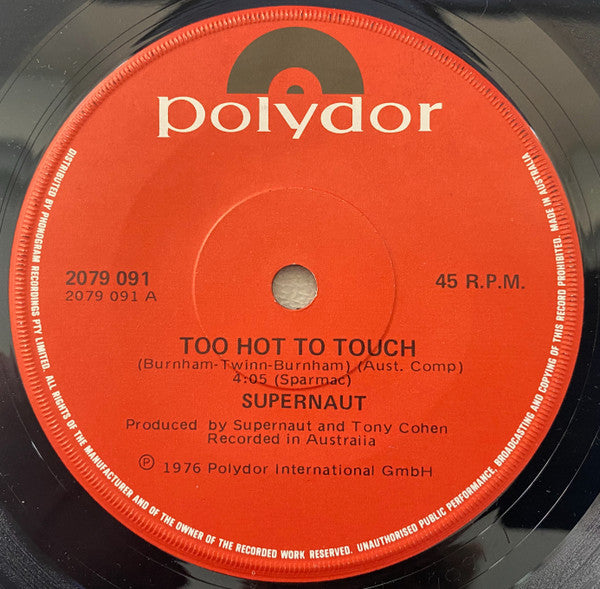 polydor
2079 091
2079 091 A
45 R.P.M.
TOO HOT TO TOUCH
(Burnham-Twinn-Burnham) (Aust. Comp)
4:05 (Sparmac)
SUPERNAUT
Produced by Supernaut and Tony Cohen
Recorded in Australia
Ⓟ 1976 Polydor International GmbH
DISTRIBUTED BY PHONOGRAM RECORDINGS PTY LIMITED. ALL RIGHTS OF THE MANUFACTURER AND OF THE OWNER OF THE RECORDED WORK RESERVED. UNAUTHORISED PUBLIC PERFORMANCE, BROADCASTING AND COPYING OF THIS RECORD PROHIBITED. MADE IN AUSTRALIA